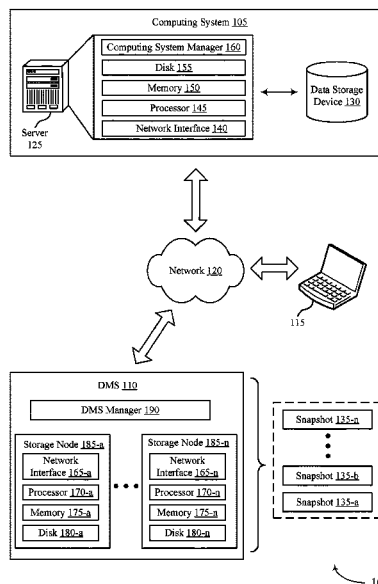 Computing System 105
Computing System Manager 160
Disk 155
Memory 150
Processor 145
Network Interface 140
Server
125
Data Storage
Device 130
Network 120
115
DMS 110
DMS Manager 190
Storage Node 185-a
Network
Interface 165-a
Processor 170-a
Memory 175-a
Disk 180-a
Storage Node 185-n
Network
Interface 165-n
Processor 170-n
Memory 175-n
Disk 180-n
Snapshot 135-n
Snapshot 135-b
Snapshot 135-a